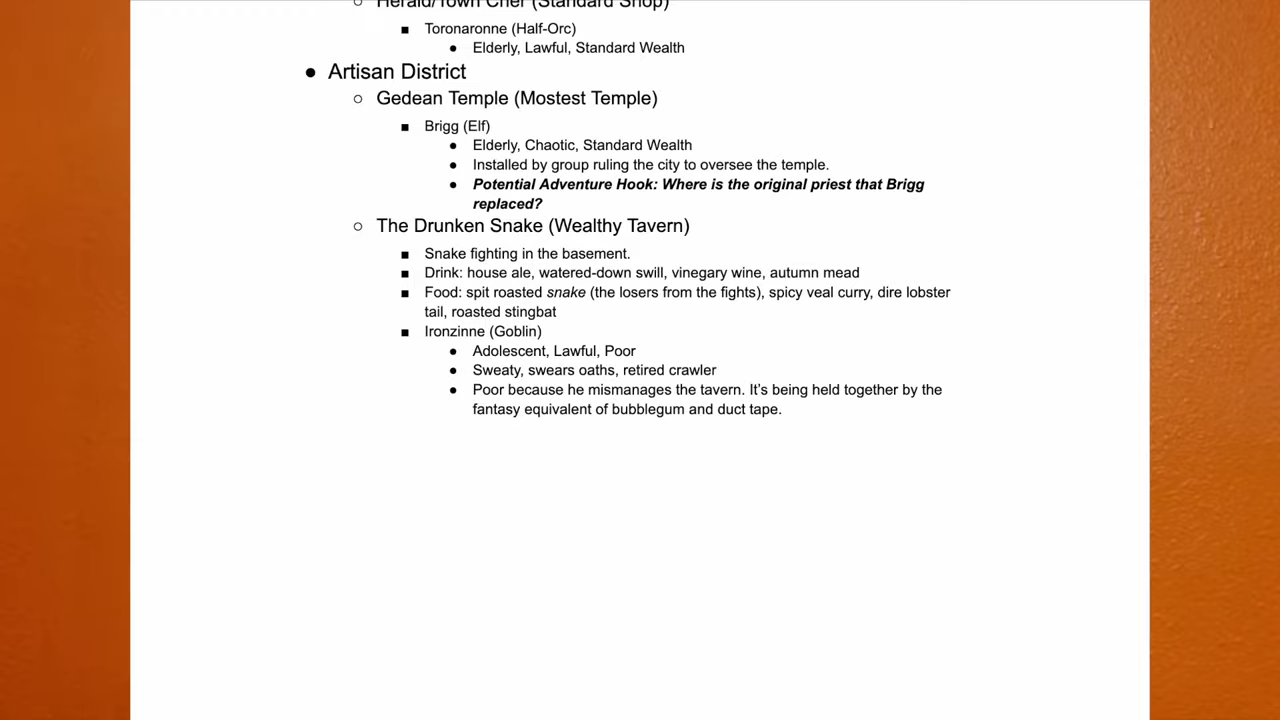 ○ Herald/Town Chef (Standard Shop)
■ Toronaronne (Half-Orc)
● Elderly, Lawful, Standard Wealth
● Artisan District
○ Gedean Temple (Mostest Temple)
■ Brigg (Elf)
● Elderly, Chaotic, Standard Wealth
● Installed by group ruling the city to oversee the temple.
● Potential Adventure Hook: Where is the original priest that Brigg
replaced?
○ The Drunken Snake (Wealthy Tavern)
■ Snake fighting in the basement.
■ Drink: house ale, watered-down swill, vinegary wine, autumn mead
■ Food: spit roasted snake (the losers from the fights), spicy veal curry, dire lobster
tail, roasted stingbat
■ Ironzinne (Goblin)
● Adolescent, Lawful, Poor
● Sweaty, swears oaths, retired crawler
● Poor because he mismanages the tavern. It’s being held together by the
fantasy equivalent of bubblegum and duct tape.